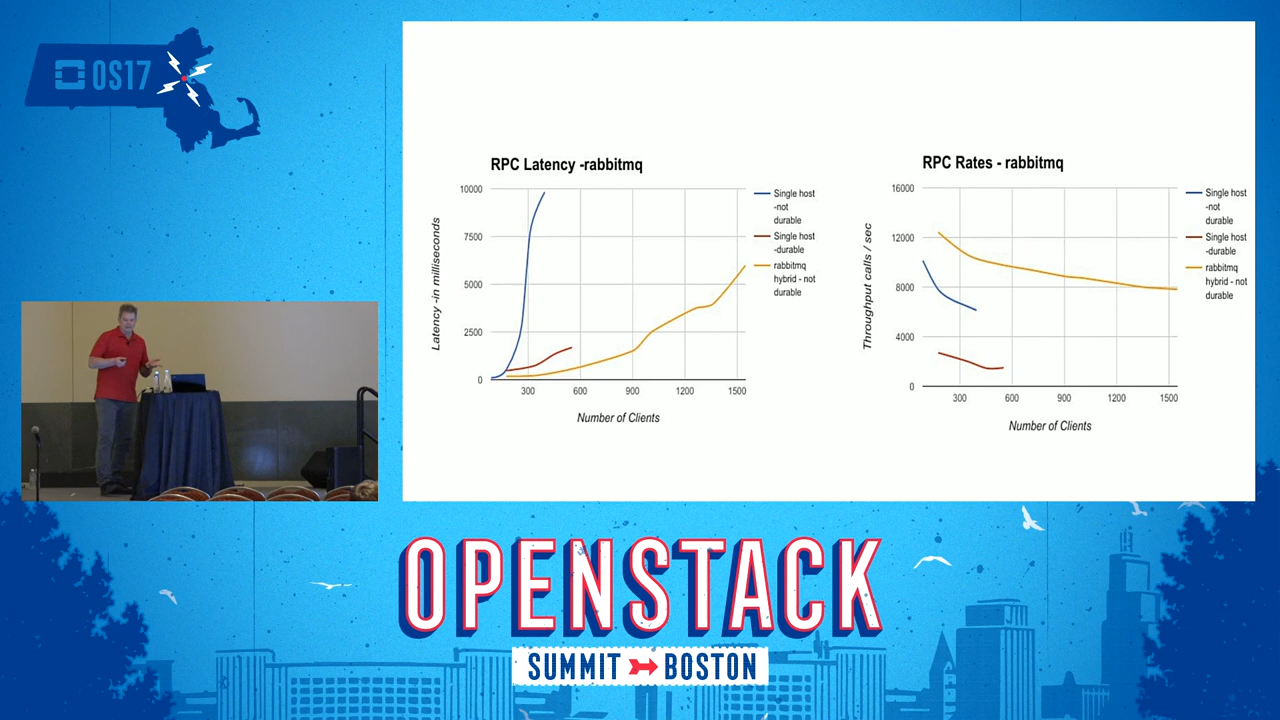 OS17
RPC Latency -rabbitmq
10000
7500
5000
2500
0
Latency -in milliseconds
300
600
900
1200
1500
Number of Clients
Single host
-not
durable
Single host
-durable
rabbitmq
hybrid - not
durable
RPC Rates - rabbitmq
16000
12000
8000
4000
0
Throughput calls / sec
300
600
900
1200
1500
Number of Clients
Single host
-not
durable
Single host
-durable
rabbitmq
hybrid - not
durable
OPENSTACK
SUMMIT BOSTON